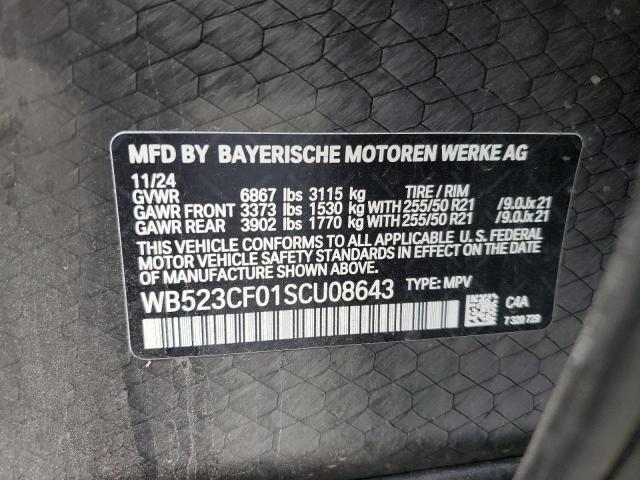 MFD BY BAYERISCHE MOTOREN WERKE AG
11/24
GVWR 6867 lbs 3115 kg TIRE / RIM
GAWR FRONT 3373 lbs 1530 kg WITH 255/50 R21 /9.0Jx21
GAWR REAR 3902 lbs 1770 kg WITH 255/50 R21 /9.0Jx21
THIS VEHICLE CONFORMS TO ALL APPLICABLE U. S. FEDERAL
MOTOR VEHICLE SAFETY STANDARDS IN EFFECT ON THE
DATE OF MANUFACTURE SHOWN ABOVE.
WB523CF01SCU08643 TYPE: MPV
C4A
7 320 729